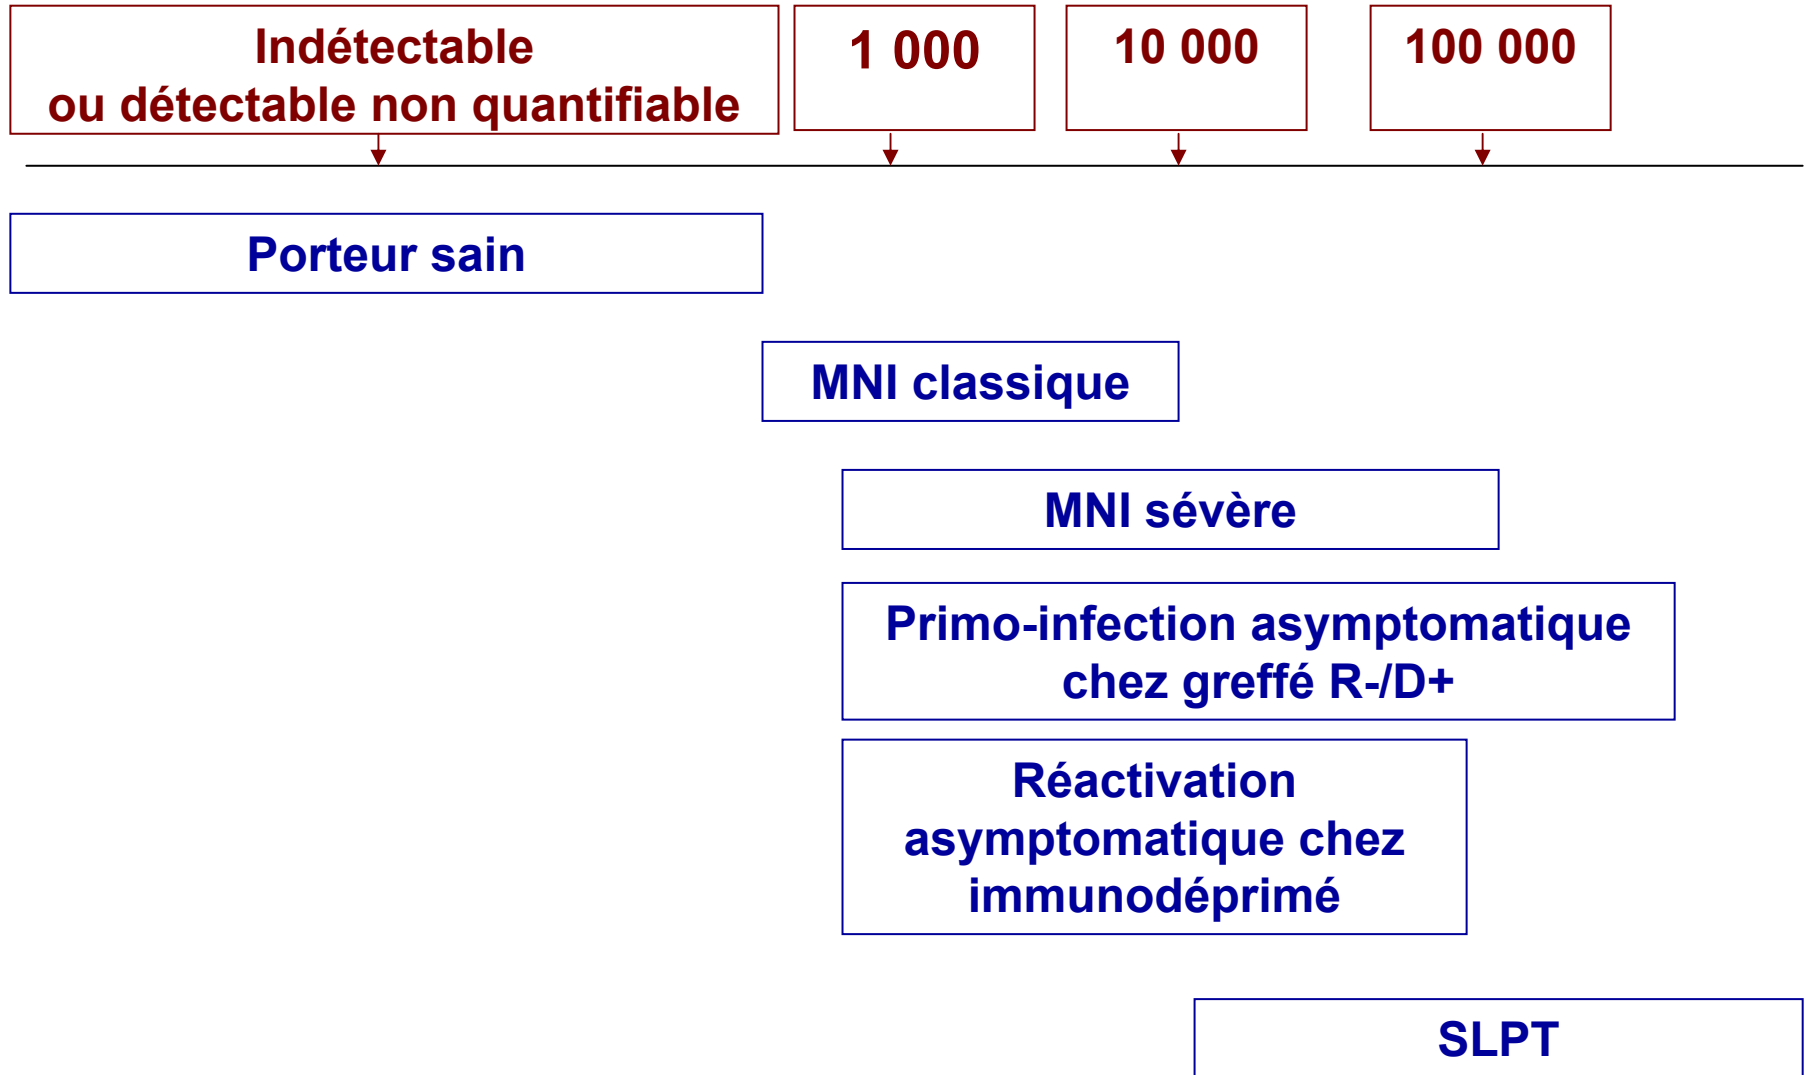 Indétectable
ou détectable non quantifiable
1 000
10 000
100 000
Porteur sain
MNI classique
MNI sévère
Primo-infection asymptomatique
chez greffé R-/D+
Réactivation
asymptomatique chez
immunodéprimé
SLPT